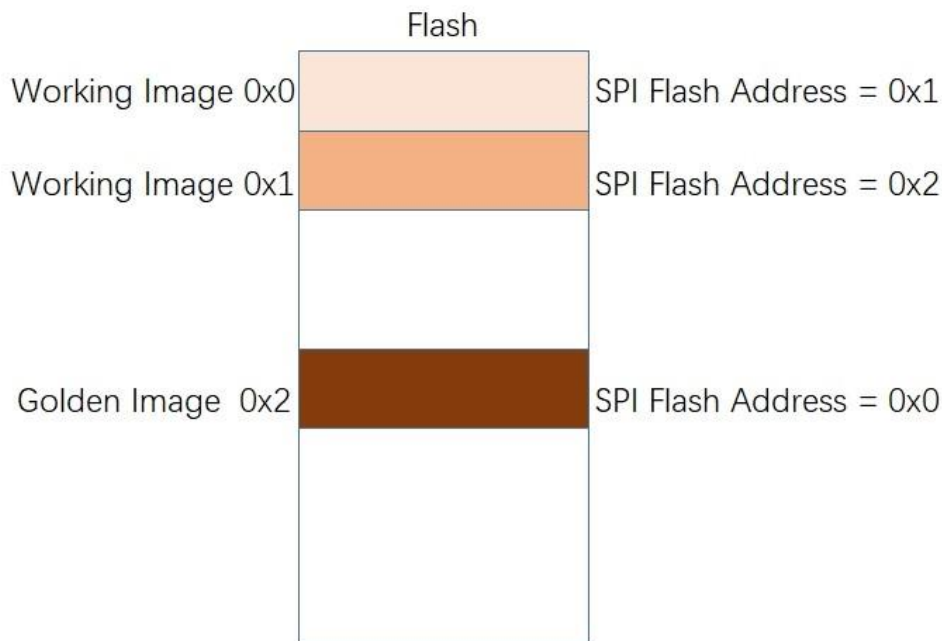 Flash
Working Image 0x0
SPI Flash Address = 0x1
Working Image 0x1
SPI Flash Address = 0x2
Golden Image 0x2
SPI Flash Address = 0x0